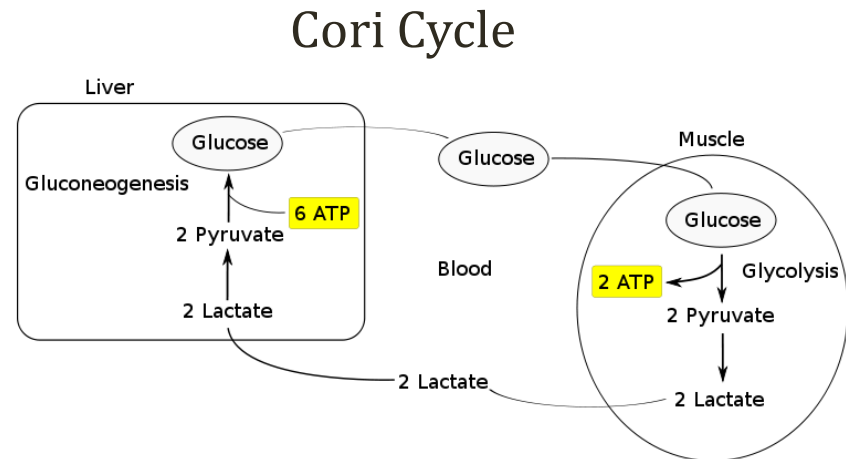 Cori Cycle
Liver
Glucose
Gluconeogenesis
6 ATP
2 Pyruvate
2 Lactate
Glucose
Blood
2 Lactate
Muscle
Glucose
Glycolysis
2 ATP
2 Pyruvate
2 Lactate